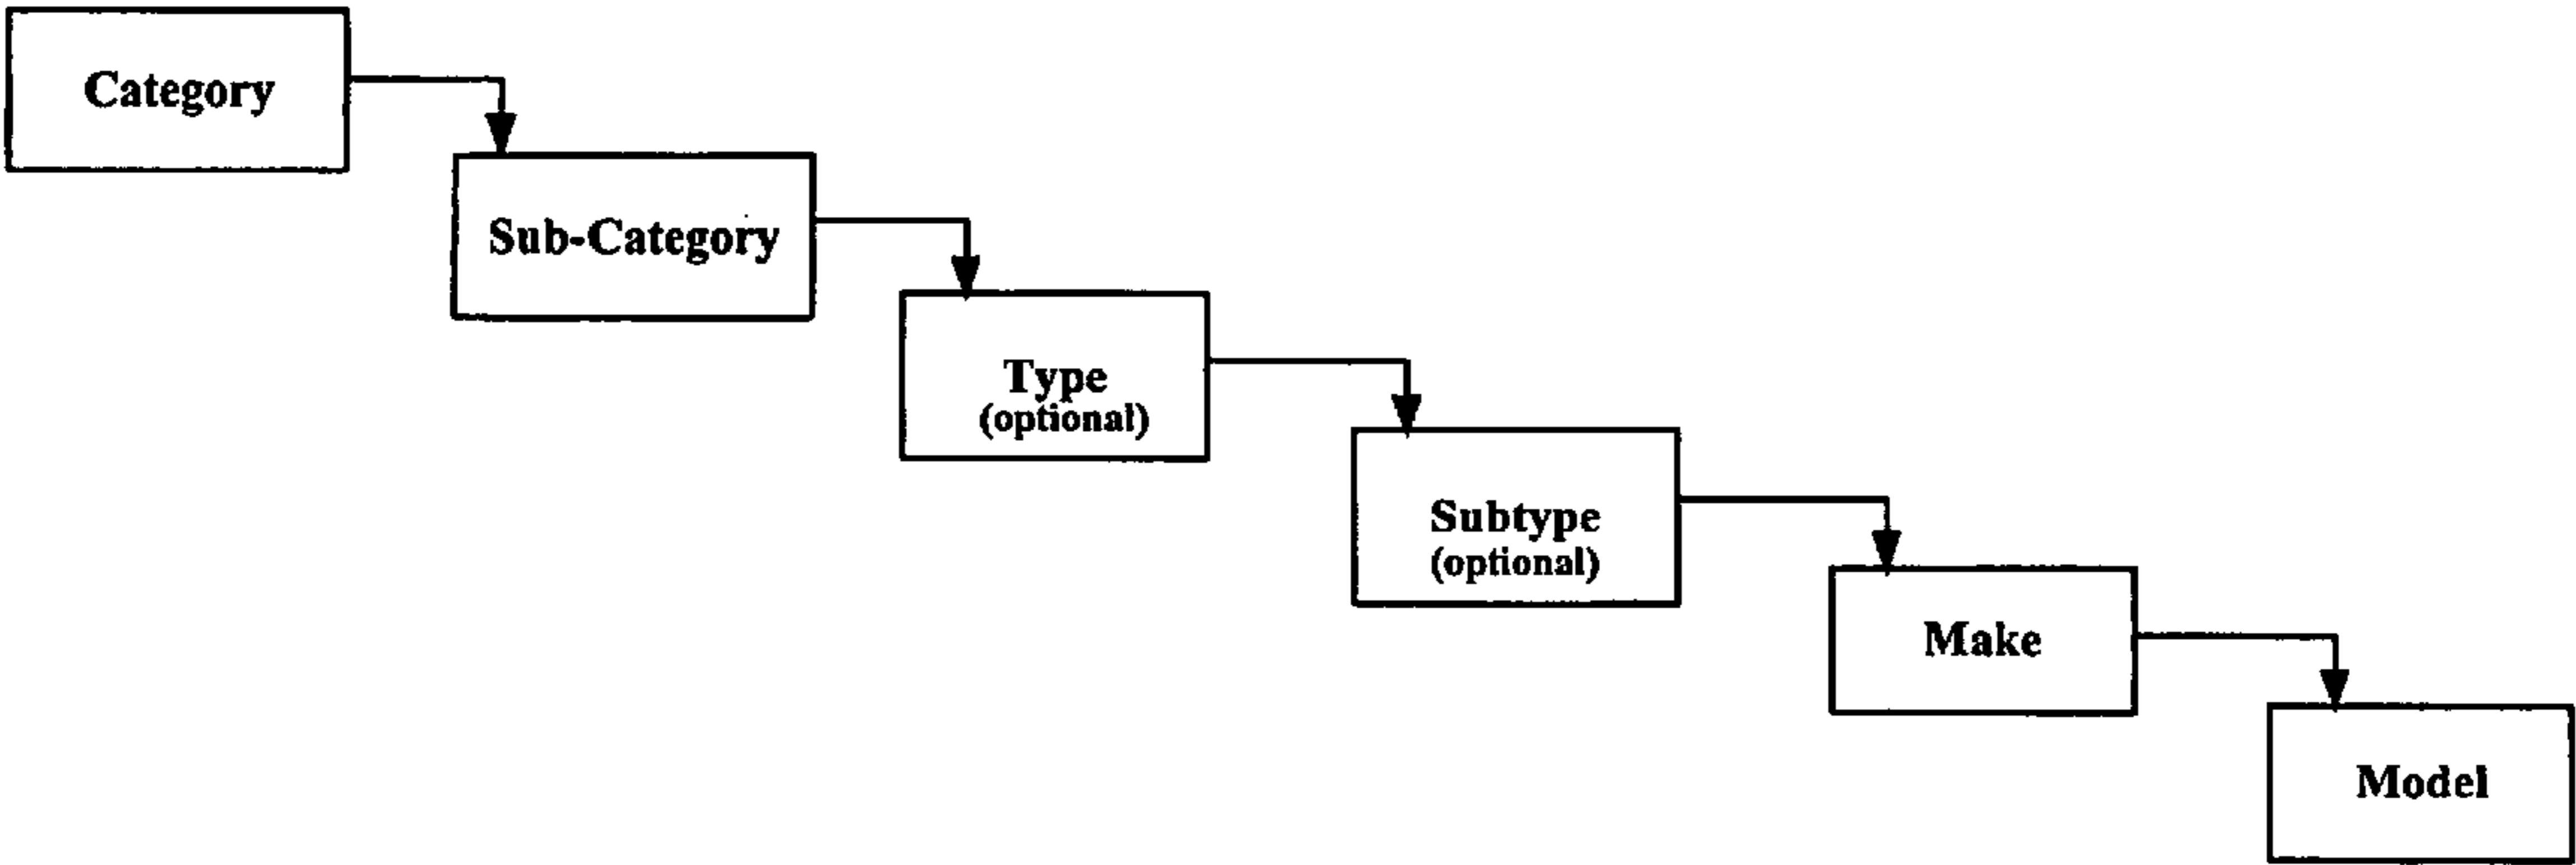 Category
Sub-Category
Type
(optional)
Subtype
(optional)
Make
Model